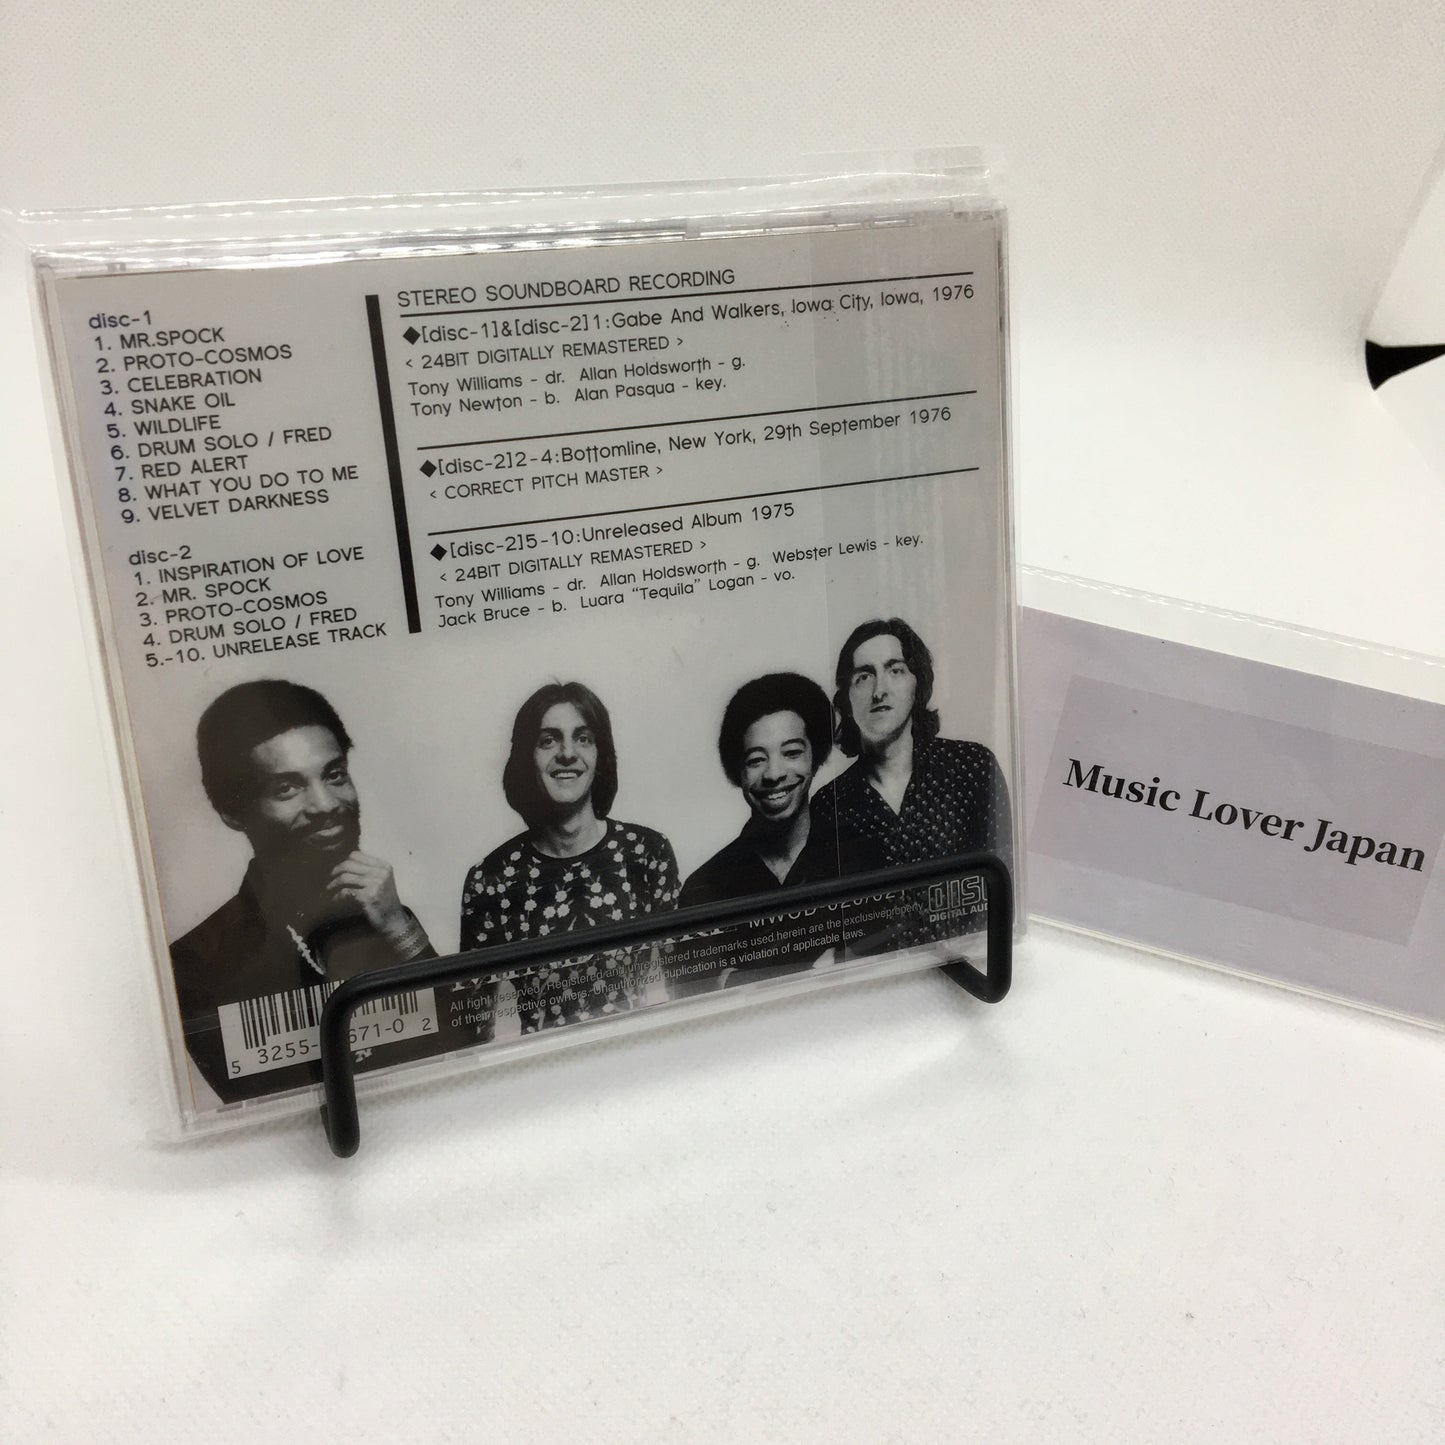 disc-1
1. MR.SPOCK
2. PROTO-COSMOS
3. CELEBRATION
4. SNAKE OIL
5. WILDLIFE
6. DRUM SOLO / FRED
7. RED ALERT
8. WHAT YOU DO TO ME
9. VELVET DARKNESS
disc-2
1. INSPIRATION OF LOVE
2. MR. SPOCK
3. PROTO-COSMOS
4. DRUM SOLO / FRED
5.-10. UNRELEASE TRACK
STEREO SOUNDBOARD RECORDING
◆[disc-1]&[disc-2]1:Gabe And Walkers, Iowa City, Iowa, 1976
< 24BIT DIGITALLY REMASTERED >
Tony Williams - dr. Allan Holdsworth - g.
Tony Newton - b. Alan Pasqua - key.
◆[disc-2]2-4:Bottomline, New York, 29th September 1976
< CORRECT PITCH MASTER >
◆[disc-2]5-10:Unreleased Album 1975
< 24BIT DIGITALLY REMASTERED >
Tony Williams - dr. Allan Holdsworth - g. Webster Lewis - key.
Jack Bruce - b. Luara "Tequila" Logan - vo.
DIGITAL
All right reserved. Registered and unregistered trademarks used herein are the exclusiveproperty
of their respective owners. Unauthorized duplication is a violation of applicable laws.
5 3255- 671-0 2
Music Lover Japan